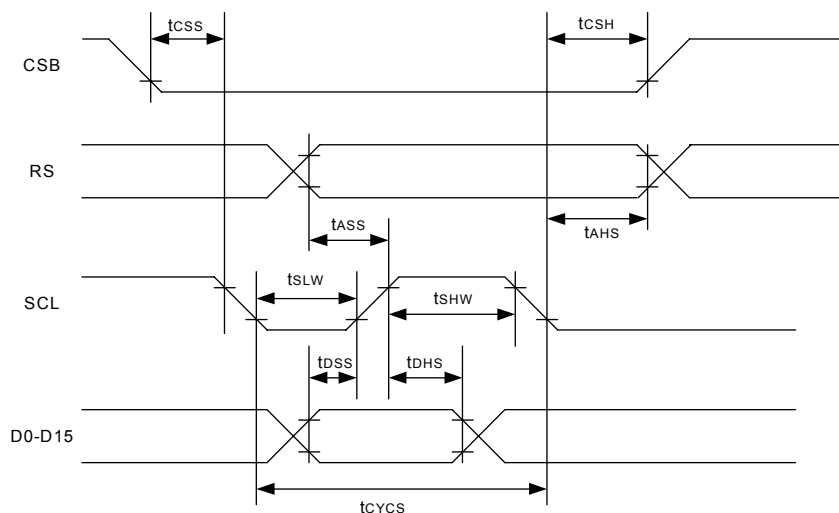 tCSS
tCSH
CSB
RS
tASS
tAHS
tSLW
SCL
tSHW
tDSS
tDHS
D0-D15
tCYCS